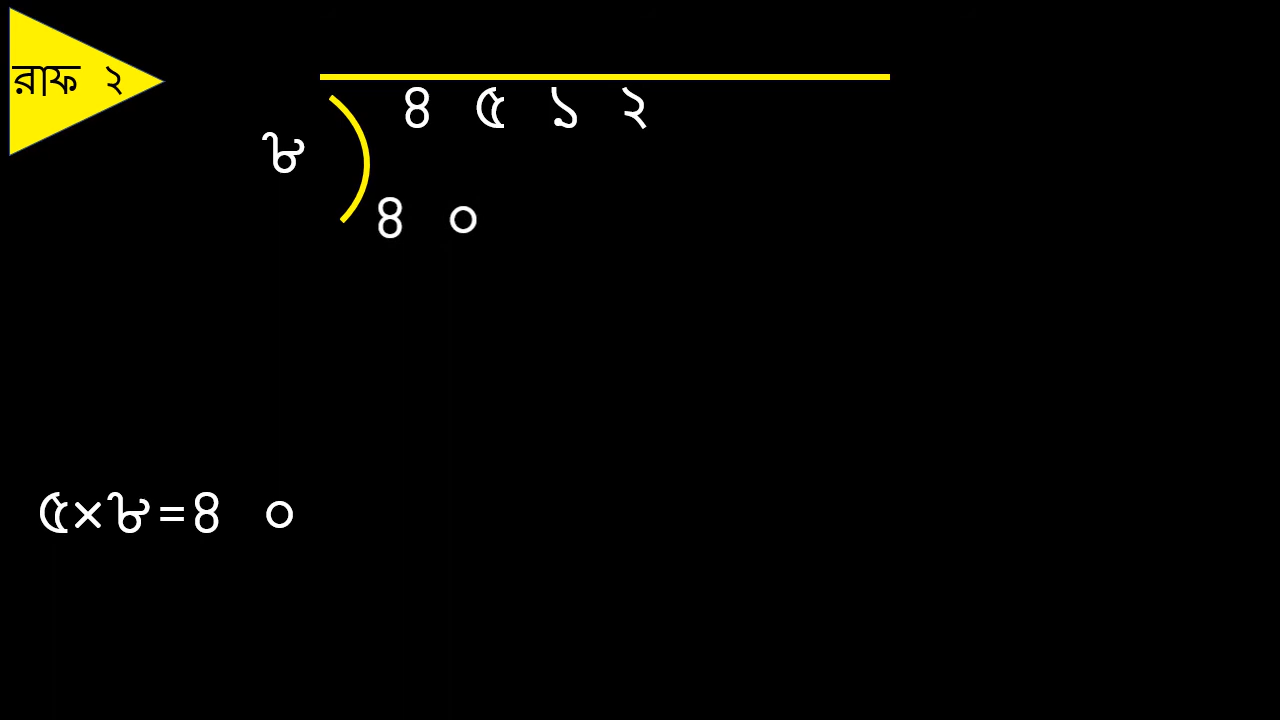 রাফ ২
৪ ৫ ১ ২
৮
৪ ০
৫×৮=৪ ০